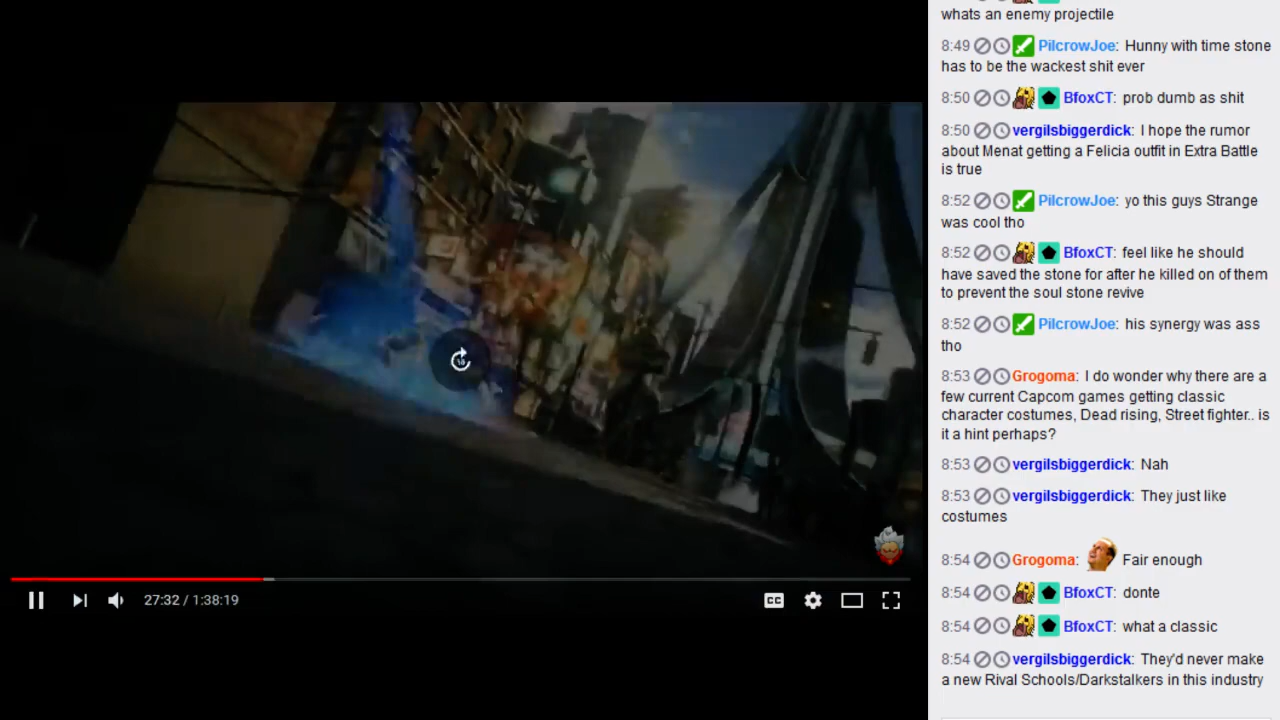 whats an enemy projectile
8:49 PilcrowJoe: Hunny with time stone
has to be the wackest shit ever
8:50 BfoxCT: prob dumb as shit
8:50 vergilsbiggerdick: I hope the rumor
about Menat getting a Felicia outfit in Extra Battle
is true
8:52 PilcrowJoe: yo this guys Strange
was cool tho
8:52 BfoxCT: feel like he should
have saved the stone for after he killed on of them
to prevent the soul stone revive
8:52 PilcrowJoe: his synergy was ass
tho
8:53 Grogoma: I do wonder why there are a
few current Capcom games getting classic
character costumes, Dead rising, Street fighter.. is
it a hint perhaps?
8:53 vergilsbiggerdick: Nah
8:53 vergilsbiggerdick: They just like
costumes
8:54 Grogoma: Fair enough
8:54 BfoxCT: donte
8:54 BfoxCT: what a classic
8:54 vergilsbiggerdick: They'd never make
a new Rival Schools/Darkstalkers in this industry
10
27:32 / 1:38:19
CC